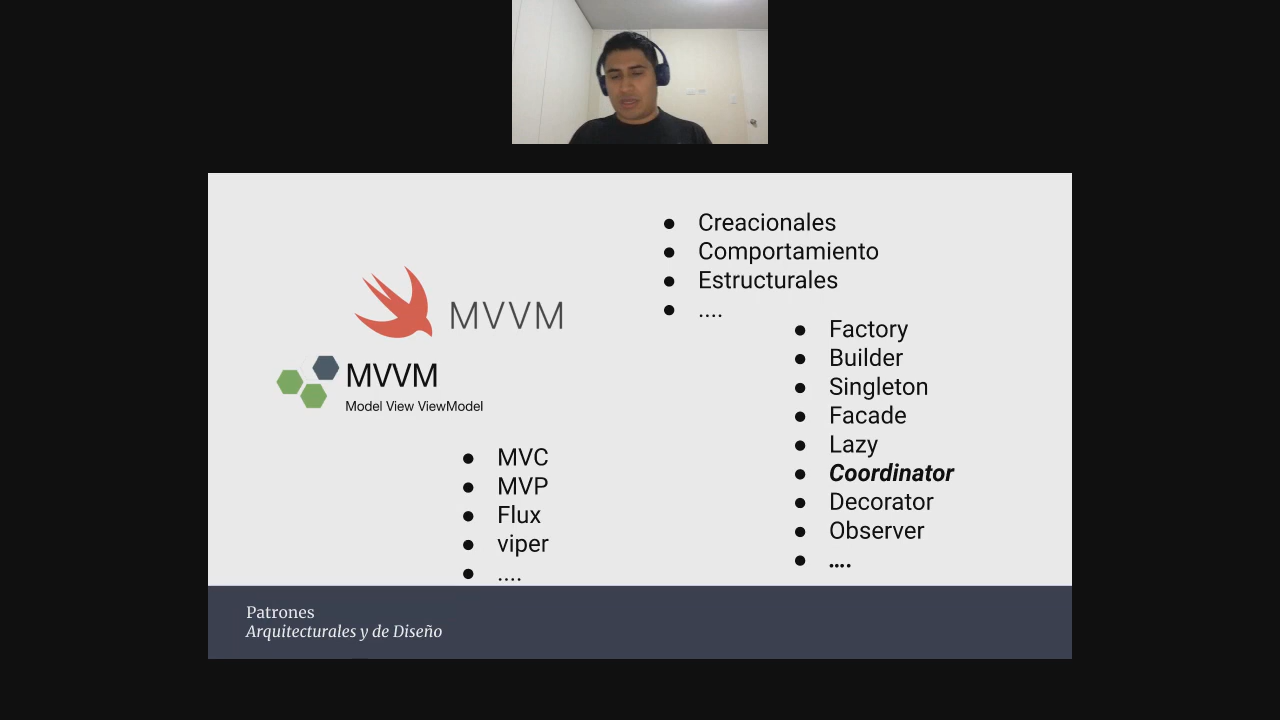 Creacionales
Comportamiento
Estructurales
....
MVVM
MVVM
Model View ViewModel
MVC
MVP
Flux
viper
....
Factory
Builder
Singleton
Facade
Lazy
Coordinator
Decorator
Observer
....
Patrones
Arquitecturales y de Diseño